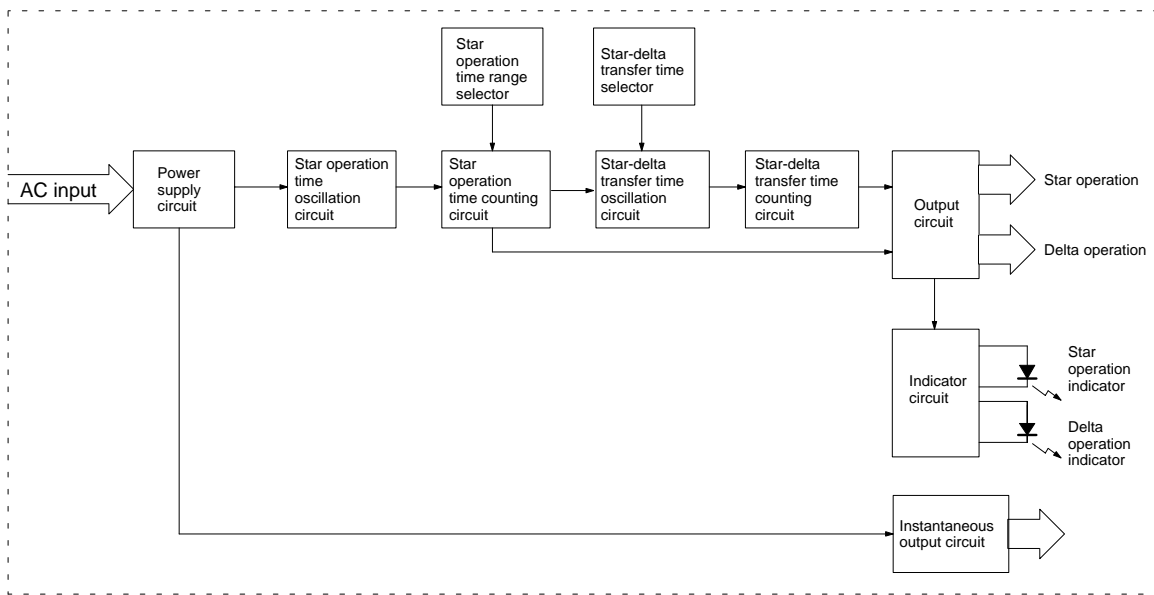 Star
operation
time range
selector
Star-delta
transfer time
selector
AC input
Power
supply
circuit
Star operation
time
oscillation
circuit
Star
operation
time counting
circuit
Star-delta
transfer time
oscillation circuit
Star-delta
transfer time
counting
circuit
Output
circuit
Star operation
Delta operation
Indicator
circuit
Star
operation
indicator
Delta
operation
indicator
Instantaneous
output circuit